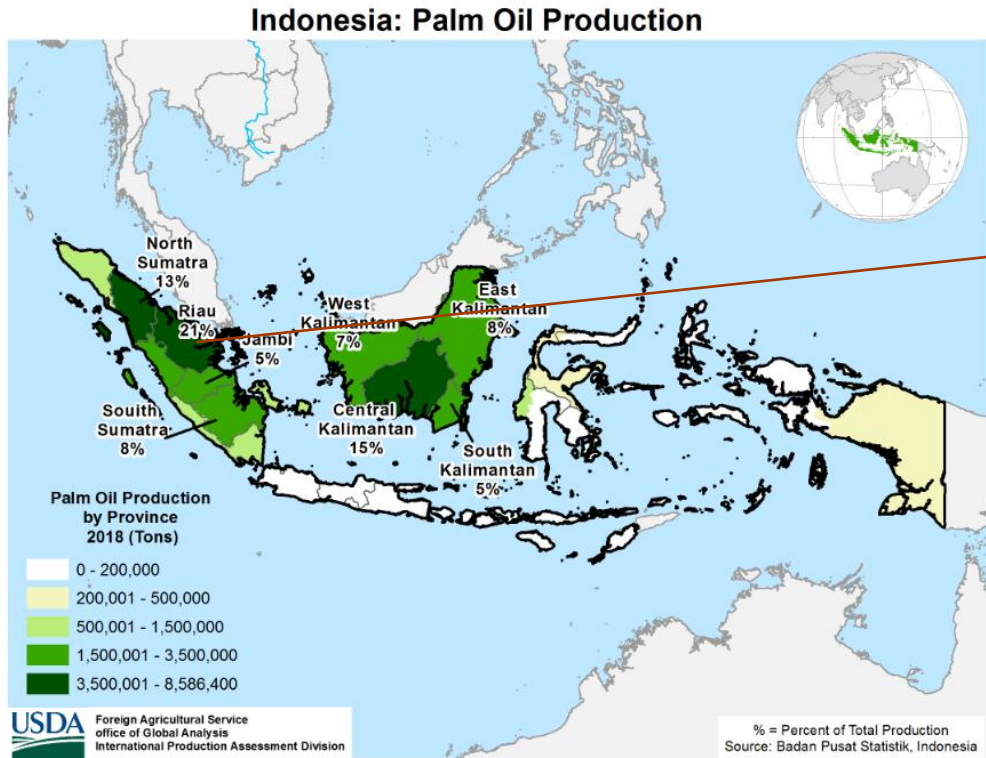 Indonesia: Palm Oil Production
North
Sumatra
13%
Riau
21%
Jambi
5%
West
Kalimantan
7%
East
Kalimantan
8%
Souith
Sumatra
8%
Central
Kalimantan
15%
South
Kalimantan
5%
Palm Oil Production
by Province
2018 (Tons)
0 - 200,000
200,001 - 500,000
500,001 - 1,500,000
1,500,001 - 3,500,000
3,500,001 - 8,586,400
USDA
Foreign Agricultural Service
office of Global Analysis
International Production Assessment Division
% = Percent of Total Production
Source: Badan Pusat Statistik, Indonesia